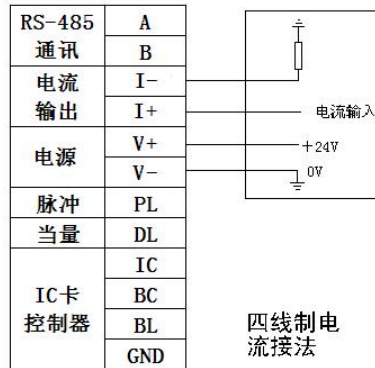 RS-485
通讯
A
B
电流
输出
I-
I+
电源
V+
V-
脉冲
PL
当量
DL
IC卡
控制器
IC
BC
BL
GND
电流输入
+24V
0V
四线制电
流接法